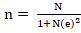 n = N / 1+N(e)²